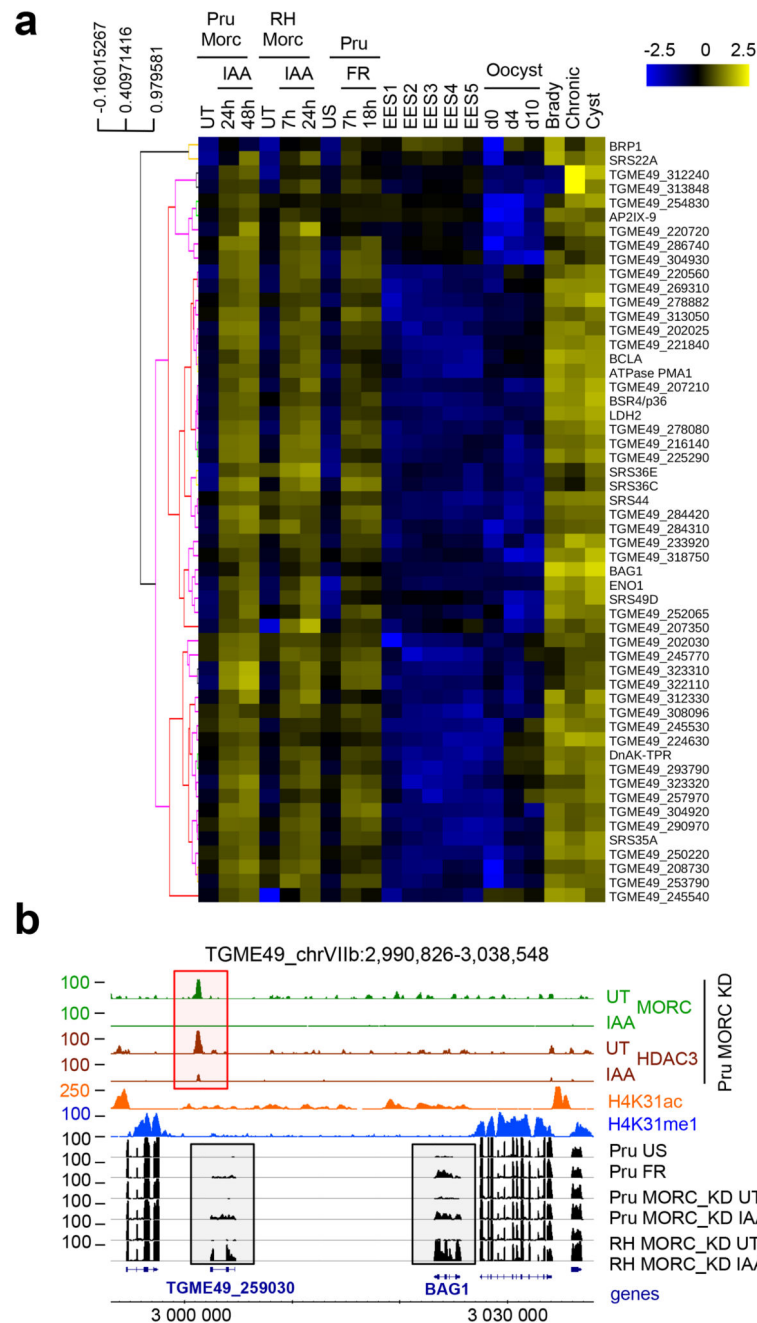 a
Pru Morc
RH Morc
Pru
IAA
IAA
FR
Oocyst
-0.16015267
0.40971416
0.979581
UT
24h
48h
UT
7h
24h
US
7h
18h
EES1
EES2
EES3
EES4
EES5
d0
d4
d10
Brady
Chronic
Cyst
-2.5 0 2.5
BRP1
SRS22A
TGME49_312240
TGME49_313848
TGME49_254830
AP2IX-9
TGME49_220720
TGME49_286740
TGME49_304930
TGME49_220560
TGME49_269310
TGME49_278882
TGME49_313050
TGME49_202025
TGME49_221840
BCLA
ATPase PMA1
TGME49_207210
BSR4/p36
LDH2
TGME49_278080
TGME49_216140
TGME49_225290
SRS36E
SRS36C
SRS44
TGME49_284420
TGME49_284310
TGME49_233920
TGME49_318750
BAG1
ENO1
SRS49D
TGME49_252065
TGME49_207350
TGME49_202030
TGME49_245770
TGME49_323310
TGME49_322110
TGME49_312330
TGME49_308096
TGME49_245530
TGME49_224630
DnAK-TPR
TGME49_293790
TGME49_323320
TGME49_257970
TGME49_304920
TGME49_290970
SRS35A
TGME49_250220
TGME49_208730
TGME49_253790
TGME49_245540
b
TGME49_chrVIIb:2,990,826-3,038,548
100 UT MORC
100 IAA
100 UT HDAC3
100 IAA
Pru MORC KD
250 H4K31ac
100 H4K31me1
100 Pru US
100 Pru FR
100 Pru MORC_KD UT
100 Pru MORC_KD IAA
100 RH MORC_KD UT
RH MORC_KD IAA
TGME49_259030
BAG1
genes
3 000 000
3 030 000